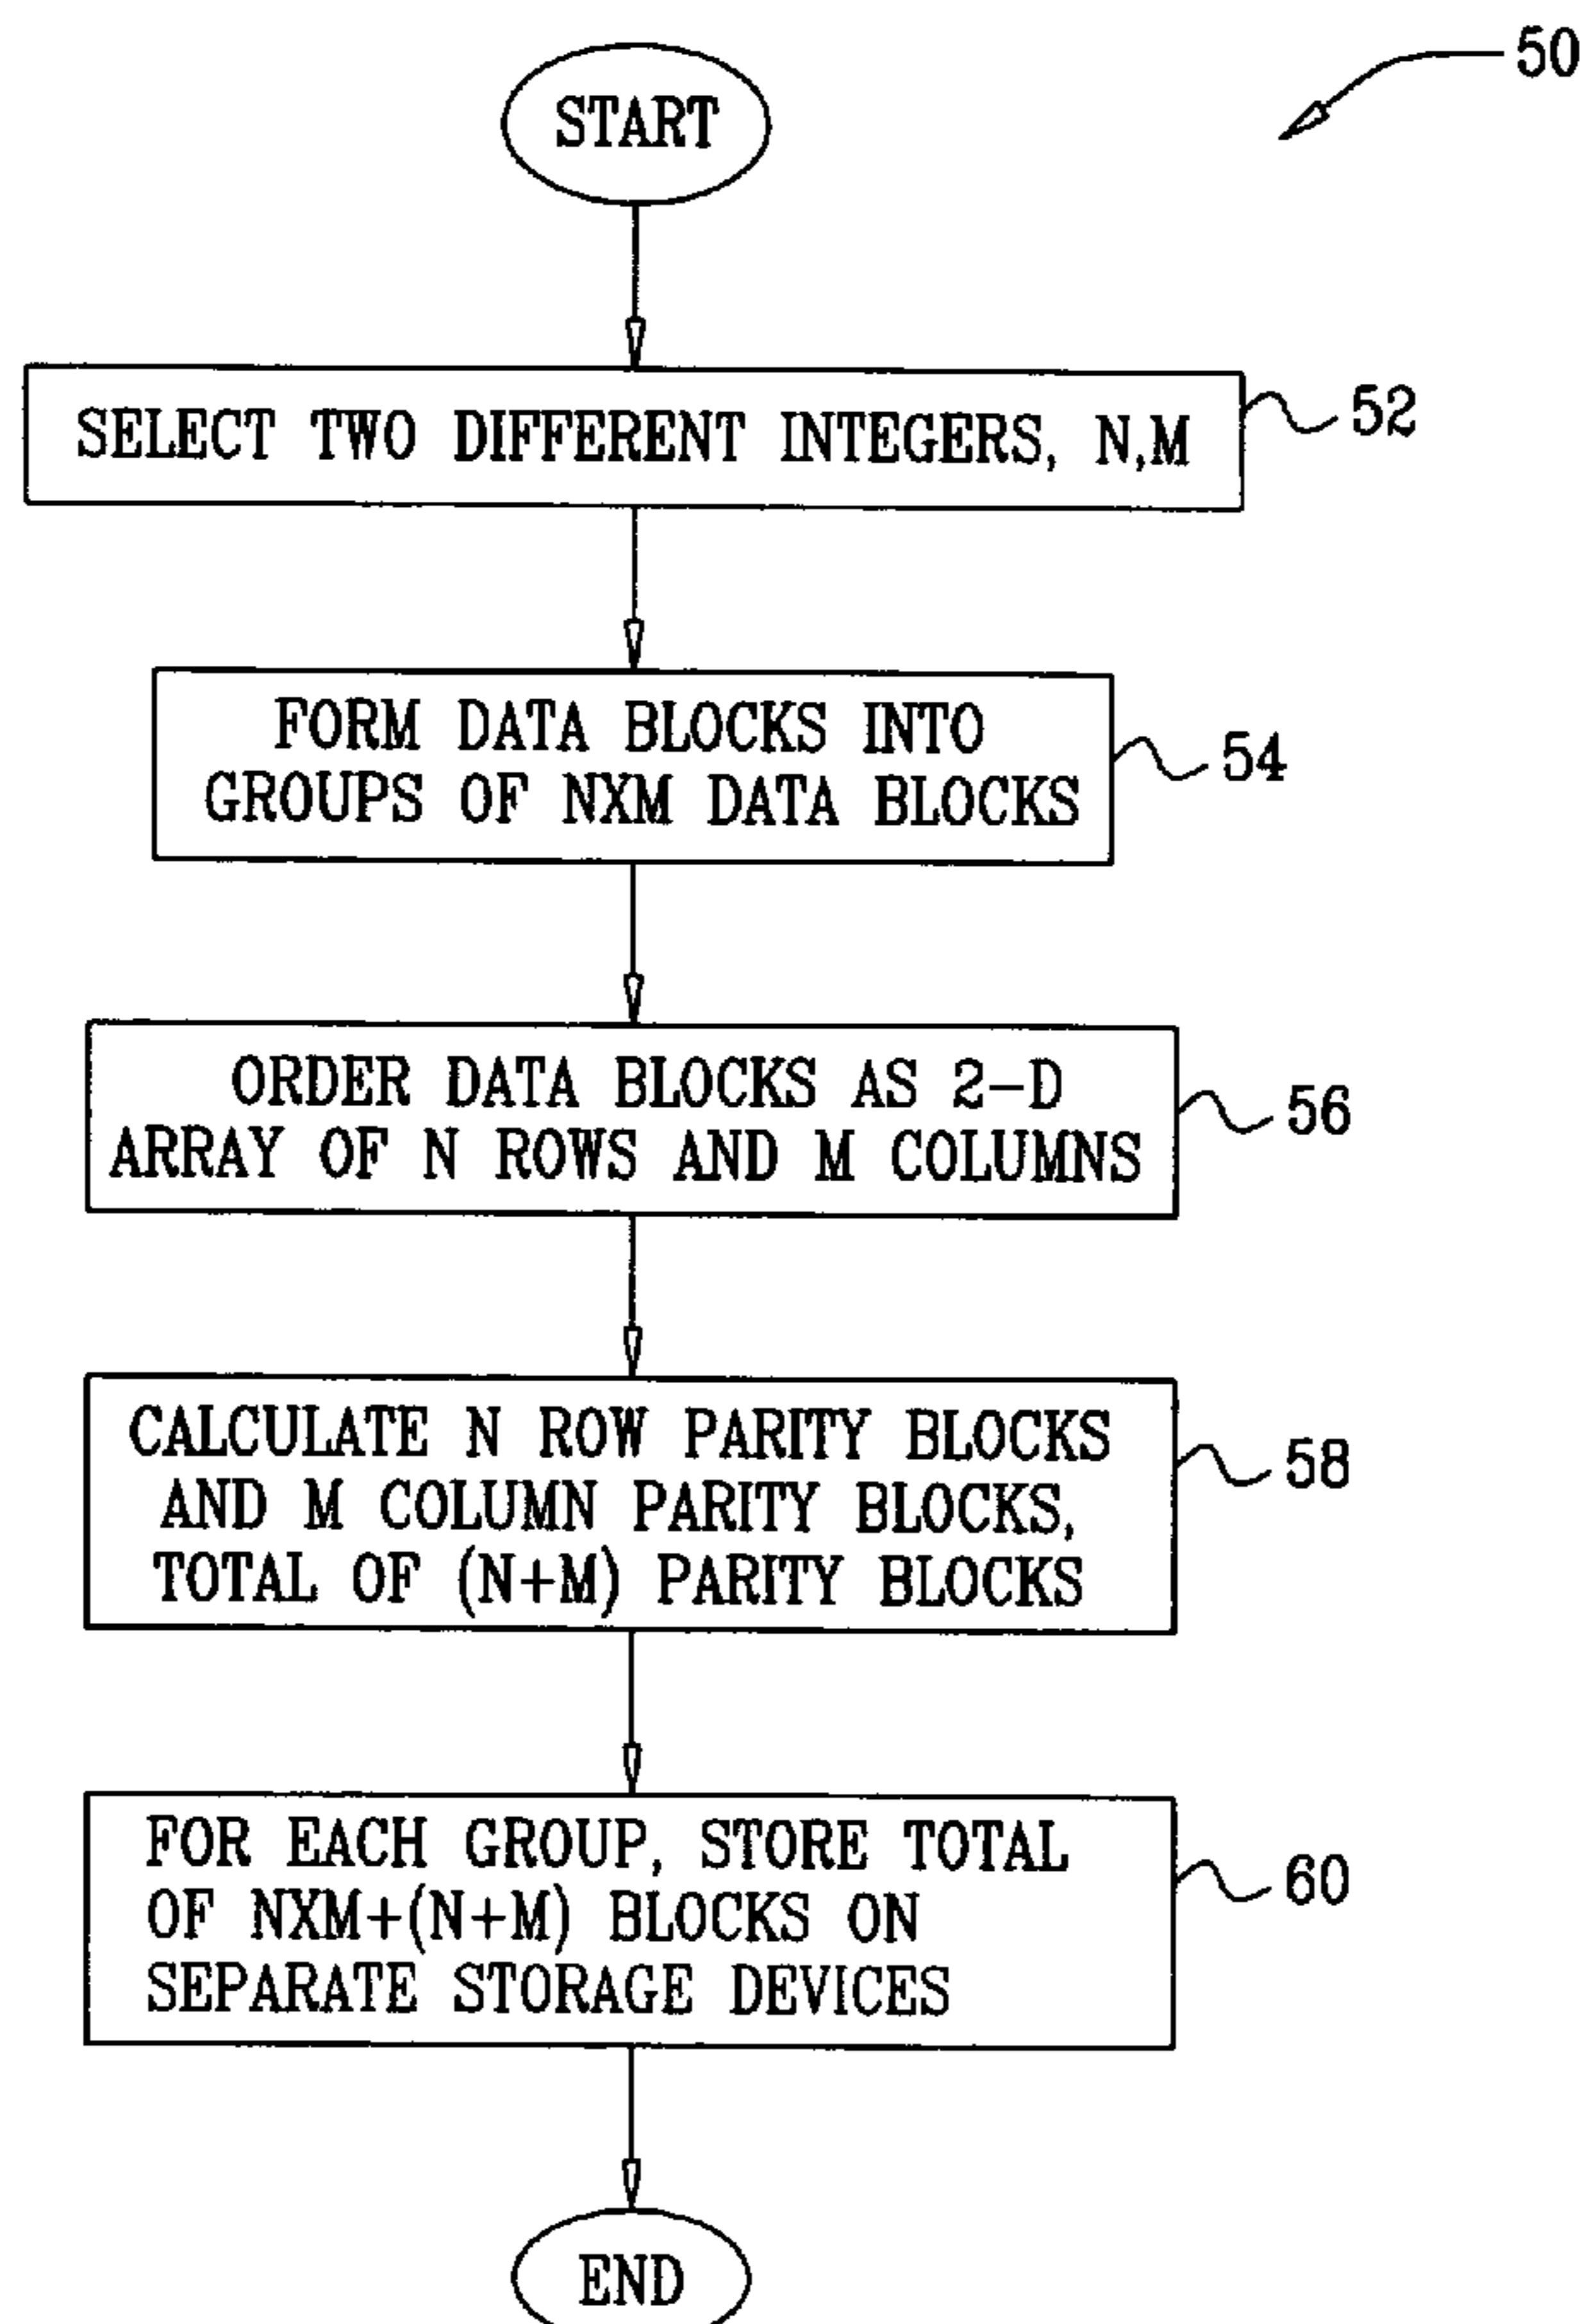 50
START
SELECT TWO DIFFERENT INTEGERS, N,M
52
FORM DATA BLOCKS INTO
GROUPS OF NXM DATA BLOCKS
54
ORDER DATA BLOCKS AS 2-D
ARRAY OF N ROWS AND M COLUMNS
56
CALCULATE N ROW PARITY BLOCKS
AND M COLUMN PARITY BLOCKS,
TOTAL OF (N+M) PARITY BLOCKS
58
FOR EACH GROUP, STORE TOTAL
OF NXM+(N+M) BLOCKS ON
SEPARATE STORAGE DEVICES
60
END